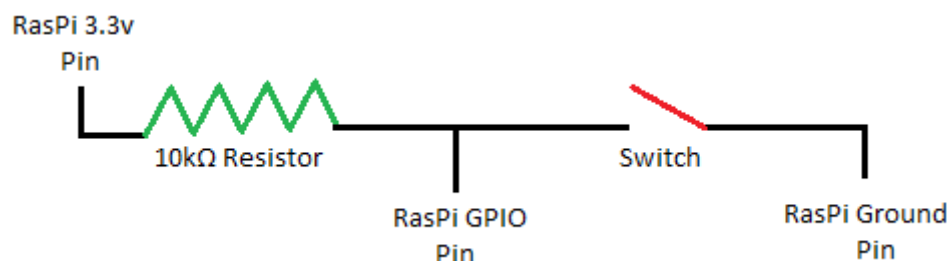 RasPi 3.3v
Pin
10kΩ Resistor
Switch
RasPi GPIO
Pin
RasPi Ground
Pin